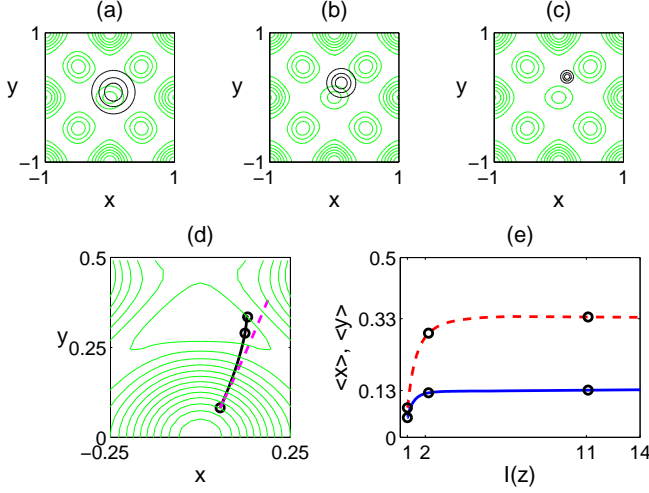 (a) (b) (c)
1 1 1
y y y
−1 −1 −1
−1 1 −1 1 −1 1
x x x
(d) (e)
0.5 0.5
y 0.25
0
−0.25 0.25
x
<x>, <y>
0.33
0.13
0
1 2 11 14
I(z)